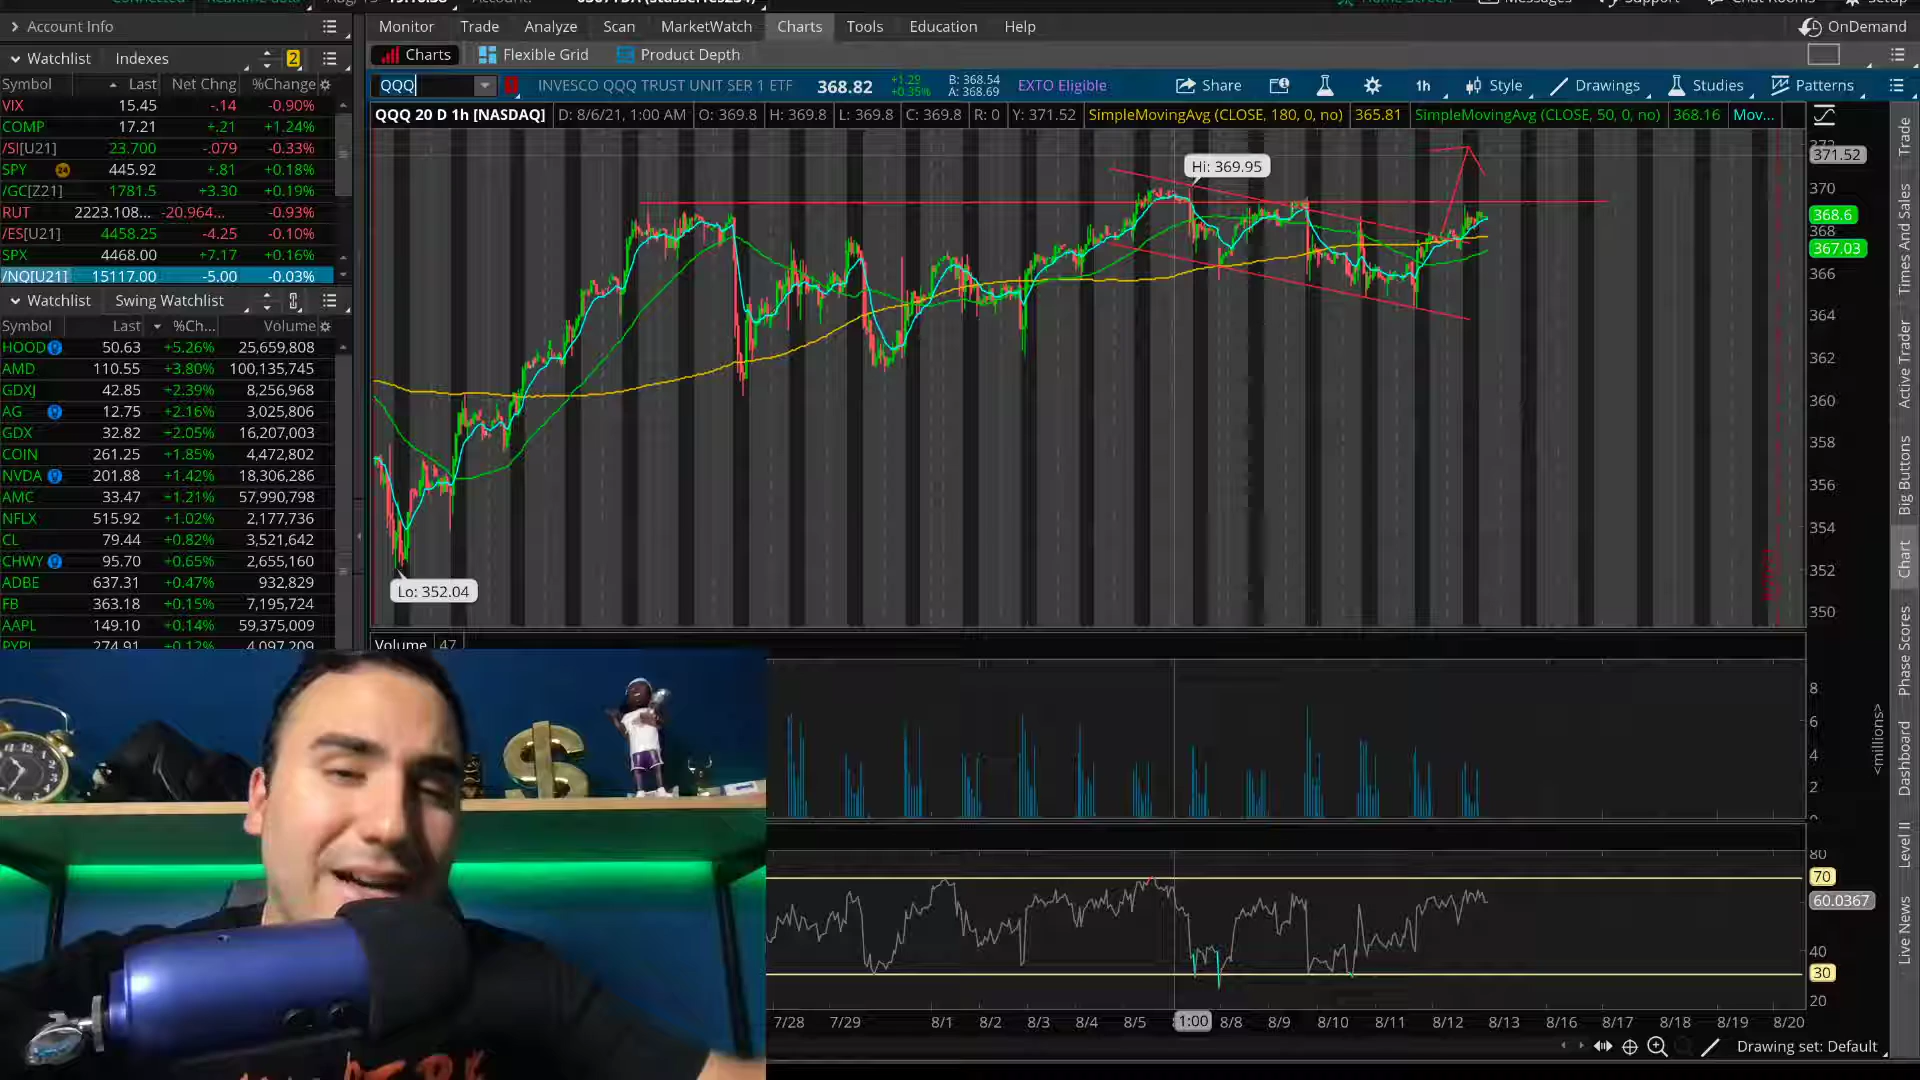 Account Info
Monitor Trade Analyze Scan MarketWatch Charts Tools Education Help OnDemand
Watchlist Indexes 2
Charts Flexible Grid Product Depth
Symbol Last Net Chng %Change
QQQ INVESCO QQQ TRUST UNIT SER 1 ETF 368.82 +1.29 +0.35% B: 368.54 A: 368.69 EXTO Eligible Share 1h Style Drawings Studies Patterns
QQQ 20 D 1h [NASDAQ] D: 8/6/21, 1:00 AM O: 369.8 H: 369.8 L: 369.8 C: 369.8 R: 0 Y: 371.52 SimpleMovingAvg (CLOSE, 180, 0, no) 365.81 SimpleMovingAvg (CLOSE, 50, 0, no) 368.16 Mov...
VIX 15.45 -.14 -0.90%
COMP 17.21 +.21 +1.24%
/SI[U21] 23.700 -.079 -0.33%
SPY 445.92 +.81 +0.18%
/GC[Z21] 1781.5 +3.30 +0.19%
RUT 2223.108... -20.964... -0.93%
/ES[U21] 4458.25 -4.25 -0.10%
SPX 4468.00 +7.17 +0.16%
/NQ[U21] 15117.00 -5.00 -0.03%
Watchlist Swing Watchlist
Symbol Last %Ch... Volume
HOOD 50.63 +5.26% 25,659,808
AMD 110.55 +3.80% 100,135,745
GDXJ 42.85 +2.39% 8,256,968
AG 12.75 +2.16% 3,025,806
GDX 32.82 +2.05% 16,207,003
COIN 261.25 +1.85% 4,472,802
NVDA 201.88 +1.42% 18,306,286
AMC 33.47 +1.21% 57,990,798
NFLX 515.92 +1.02% 2,177,736
CL 79.44 +0.82% 3,521,642
CHWY 95.70 +0.65% 2,655,160
ADBE 637.31 +0.47% 932,829
FB 363.18 +0.15% 7,195,724
AAPL 149.10 +0.14% 59,375,009
PYPL 274.91 +0.12% 4,097,209
Hi: 369.95
Lo: 352.04
371.52
370
368.6
368
367.03
366
364
362
360
358
356
354
352
350
Volume 47
8
6
4
2
<millions>
80
70
60.0367
40
30
20
7/28 7/29 8/1 8/2 8/3 8/4 8/5 1:00 8/8 8/9 8/10 8/11 8/12 8/13 8/16 8/17 8/18 8/19 8/20
Drawing set: Default
Trade
Times And Sales
Active Trader
Big Buttons
Chart
Phase Scores
Dashboard
Level II
Live News